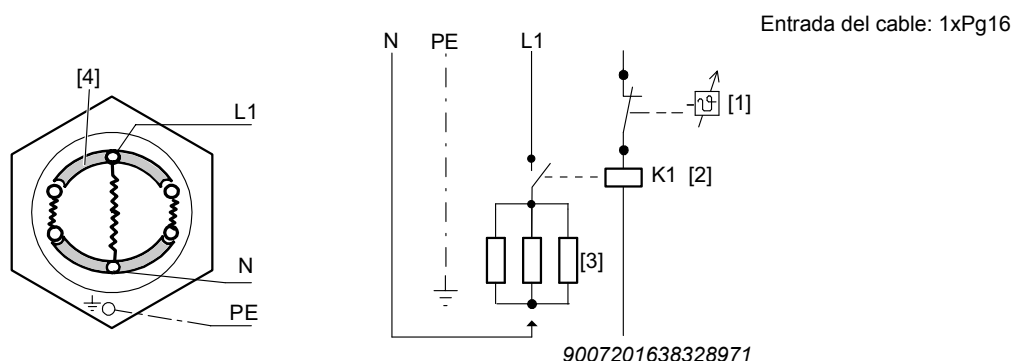 Entrada del cable: 1xPg16
N PE L1
[4]
L1
[1]
K1 [2]
[3]
N
PE
9007201638328971